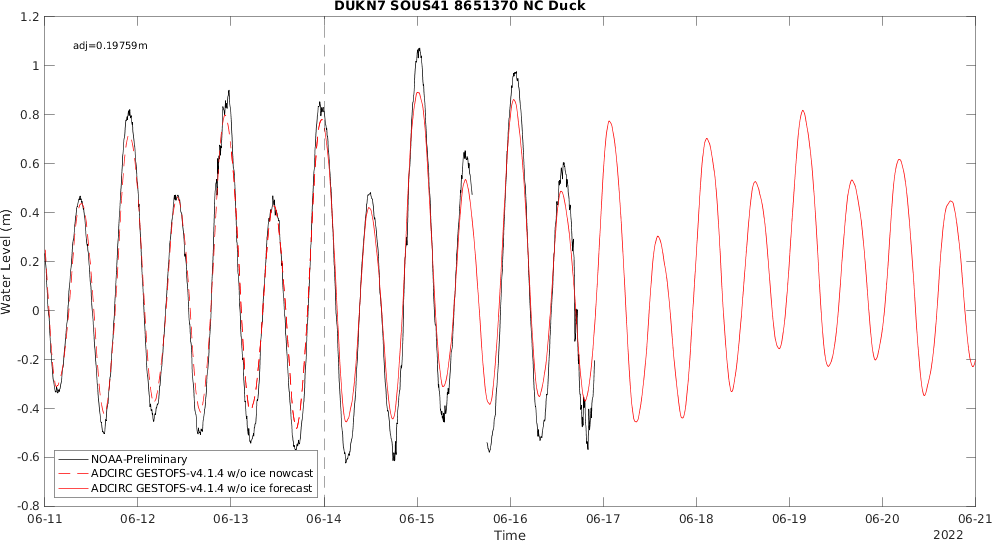 DUKN7 SOUS41 8651370 NC Duck
adj=0.19759m
1.2
1
0.8
0.6
0.4
0.2
0
-0.2
-0.4
-0.6
-0.8
Water Level (m)
NOAA-Preliminary
ADCIRC GESTOFS-v4.1.4 w/o ice nowcast
ADCIRC GESTOFS-v4.1.4 w/o ice forecast
06-11 06-12 06-13 06-14 06-15 06-16 06-17 06-18 06-19 06-20 06-21
Time
2022